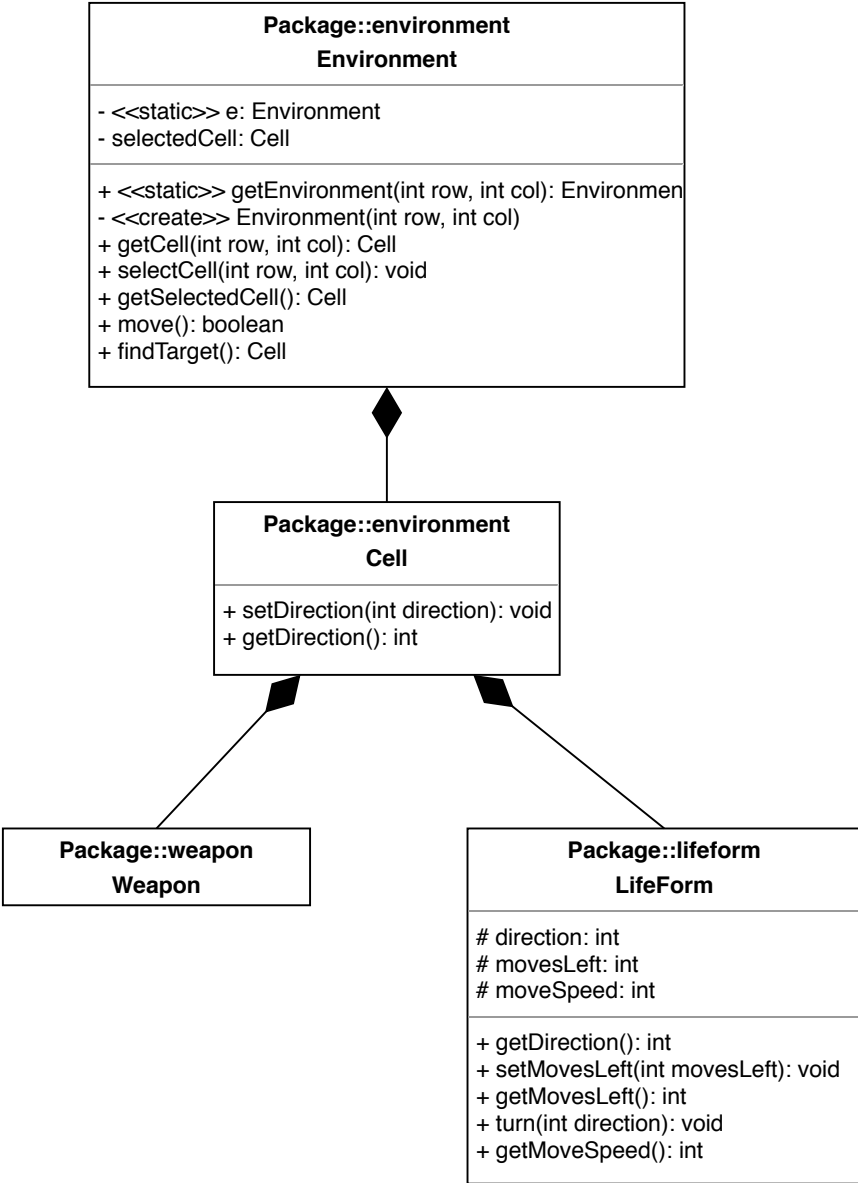 Package::environment
Environment
- <<static>> e: Environment
- selectedCell: Cell
+ <<static>> getEnvironment(int row, int col): Environmen
- <<create>> Environment(int row, int col)
+ getCell(int row, int col): Cell
+ selectCell(int row, int col): void
+ getSelectedCell(): Cell
+ move(): boolean
+ findTarget(): Cell
Package::environment
Cell
+ setDirection(int direction): void
+ getDirection(): int
Package::weapon
Weapon
Package::lifeform
LifeForm
# direction: int
# movesLeft: int
# moveSpeed: int
+ getDirection(): int
+ setMovesLeft(int movesLeft): void
+ getMovesLeft(): int
+ turn(int direction): void
+ getMoveSpeed(): int